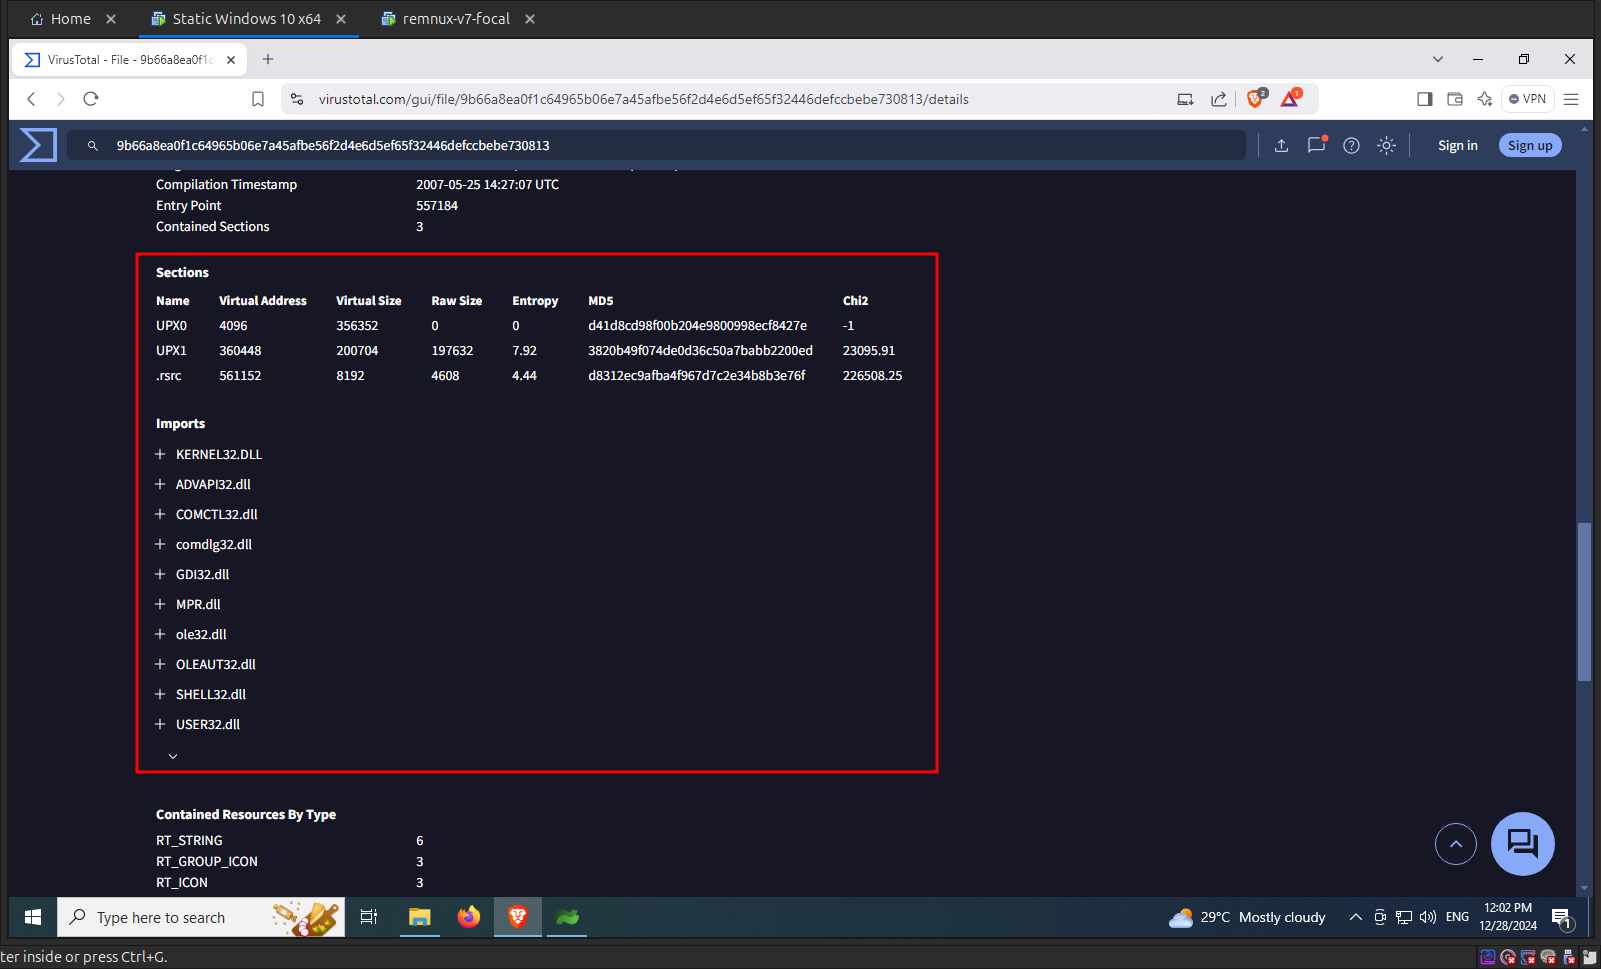 Home
Static Windows 10 x64
remnux-v7-focal
VirusTotal - File - 9b66a8ea0f1c
virustotal.com/gui/file/9b66a8ea0f1c64965b06e7a45afbe56f2d4e6d5ef65f32446defccbebe730813/details
2
1
VPN
9b66a8ea0f1c64965b06e7a45afbe56f2d4e6d5ef65f32446defccbebe730813
Sign in
Sign up
Compilation Timestamp 2007-05-25 14:27:07 UTC
Entry Point 557184
Contained Sections 3
Sections
Name Virtual Address Virtual Size Raw Size Entropy MD5 Chi2
UPX0 4096 356352 0 0 d41d8cd98f00b204e9800998ecf8427e -1
UPX1 360448 200704 197632 7.92 3820b49f074de0d36c50a7babb2200ed 23095.91
.rsrc 561152 8192 4608 4.44 d8312ec9afba4f967d7c2e34b8b3e76f 226508.25
Imports
KERNEL32.DLL
ADVAPI32.dll
COMCTL32.dll
comdlg32.dll
GDI32.dll
MPR.dll
ole32.dll
OLEAUT32.dll
SHELL32.dll
USER32.dll
Contained Resources By Type
RT_STRING 6
RT_GROUP_ICON 3
RT_ICON 3
Type here to search
29°C Mostly cloudy
ENG
12:02 PM
12/28/2024
1
ter inside or press Ctrl+G.